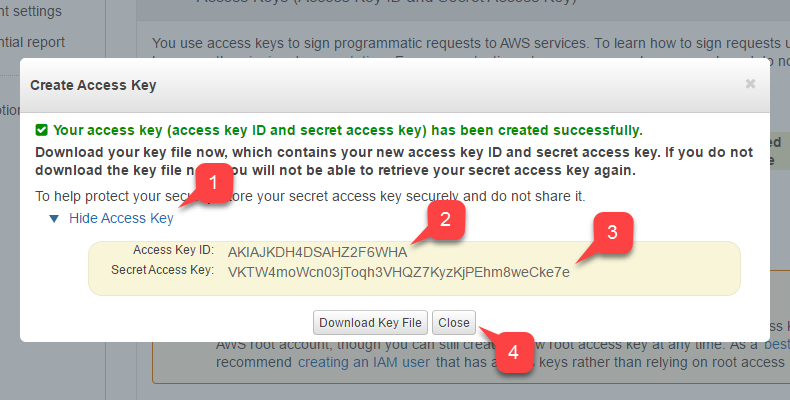 Access Keys (Access Key ID and Secret Access Key)
nt settings
ntial report
You use access keys to sign programmatic requests to AWS services. To learn how to sign requests u
Create Access Key
ptio
Your access key (access key ID and secret access key) has been created successfully.
Download your key file now, which contains your new access key ID and secret access key. If you do not
download the key file you will not be able to retrieve your secret access key again.
To help protect your store your secret access key securely and do not share it.
1
Hide Access Key
2
3
Access Key ID: AKIAJKDH4DSAHZ2F6WHA
Secret Access Key: VKTW4moWcn03jToqh3VHQZ7KyzKjPEhm8weCke7e
Download Key File
Close
4
AWS root account, though you can still create new root access key at any time. As a best
recommend creating an IAM user that has access keys rather than relying on root access